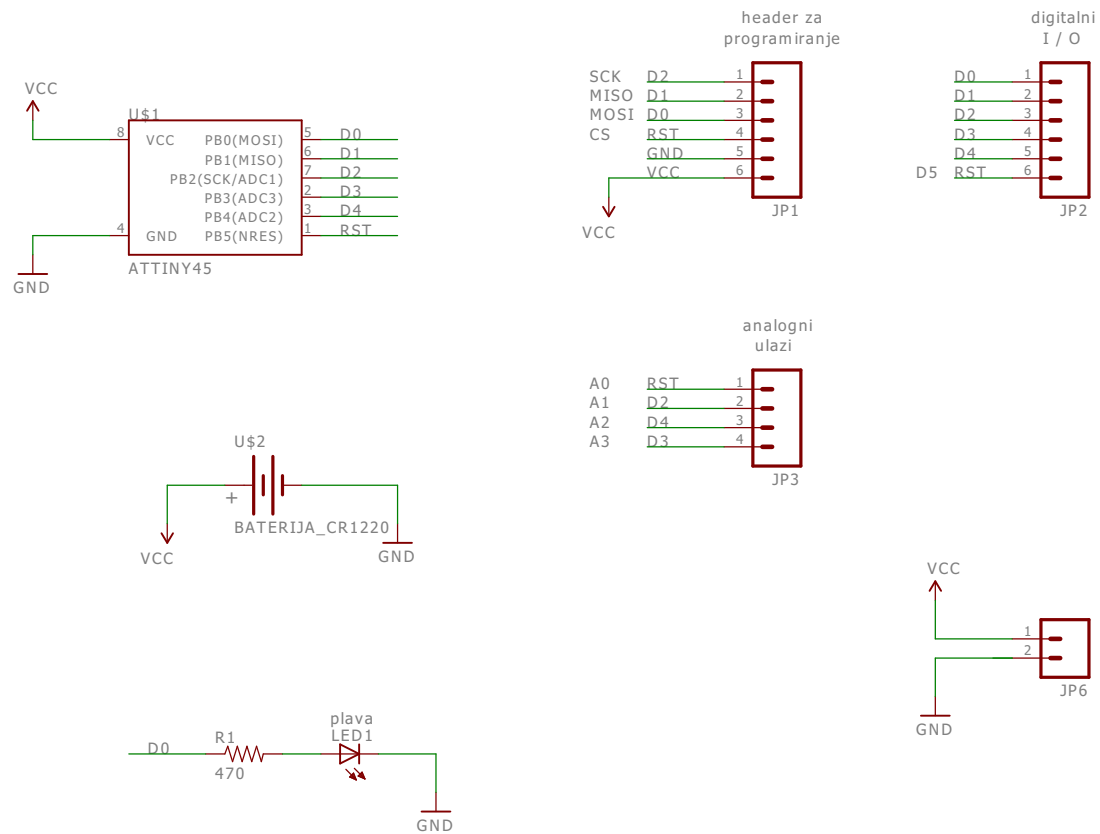 header za
programiranje
digitalni
I / O
VCC
U$1
8 VCC PB0(MOSI) 5 D0
PB1(MISO) 6 D1
PB2(SCK/ADC1) 7 D2
PB3(ADC3) 2 D3
PB4(ADC2) 3 D4
4 GND PB5(NRES) 1 RST
ATTINY45
GND
SCK D2 1
MISO D1 2
MOSI D0 3
CS RST 4
GND 5
VCC 6
JP1
VCC
D0 1
D1 2
D2 3
D3 4
D4 5
D5 RST 6
JP2
analogni
ulazi
A0 RST 1
A1 D2 2
A2 D4 3
A3 D3 4
JP3
U$2
+
BATERIJA_CR1220
VCC
GND
VCC
1
2
JP6
GND
plava
D0 R1 LED1
470
GND